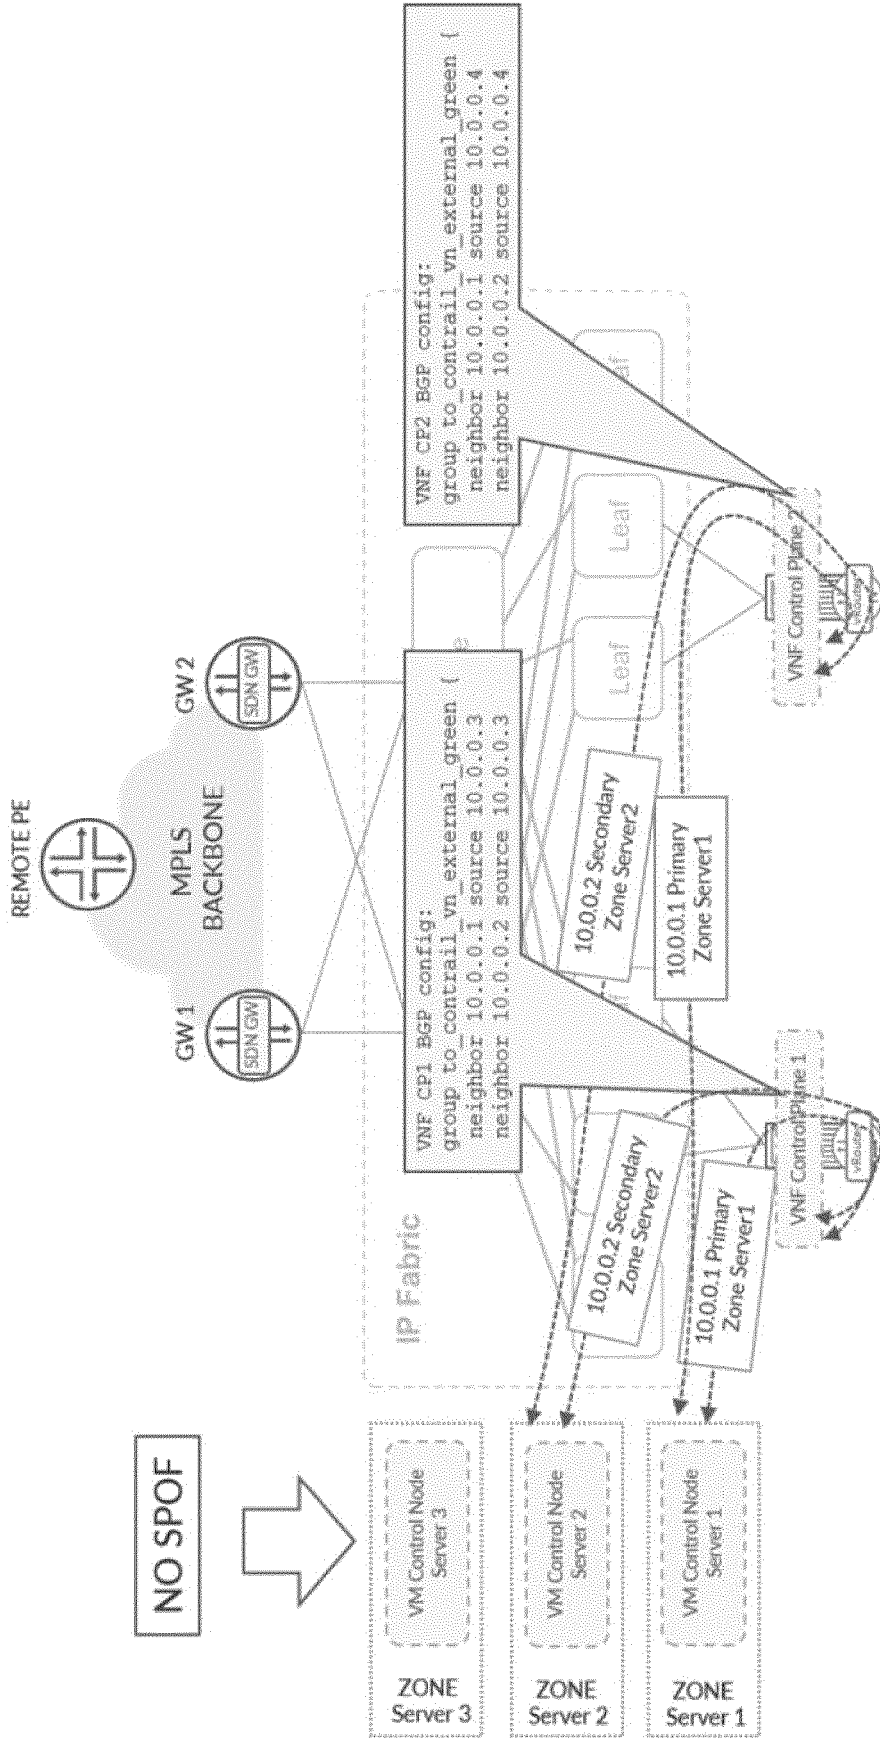 REMOTE PE
MPLS
BACKBONE
GW 1
SDN GW
GW 2
SDN GW
NO SPOF
IP Fabric
VNF CP1 BGP config:
group to_contrail_vn_external_green {
neighbor 10.0.0.1 source 10.0.0.3
neighbor 10.0.0.2 source 10.0.0.3
VNF CP2 BGP config:
group to_contrail_vn_external_green {
neighbor 10.0.0.1 source 10.0.0.4
neighbor 10.0.0.2 source 10.0.0.4
ZONE
Server 3
VM Control Node
Server 3
ZONE
Server 2
VM Control Node
Server 2
ZONE
Server 1
VM Control Node
Server 1
10.0.0.2 Secondary
Zone Server2
10.0.0.1 Primary
Zone Server1
10.0.0.2 Secondary
Zone Server2
10.0.0.1 Primary
Zone Server1
Leaf
Leaf
VNF Control Plane 1
vRouter
VNF Control Plane 2
vRouter